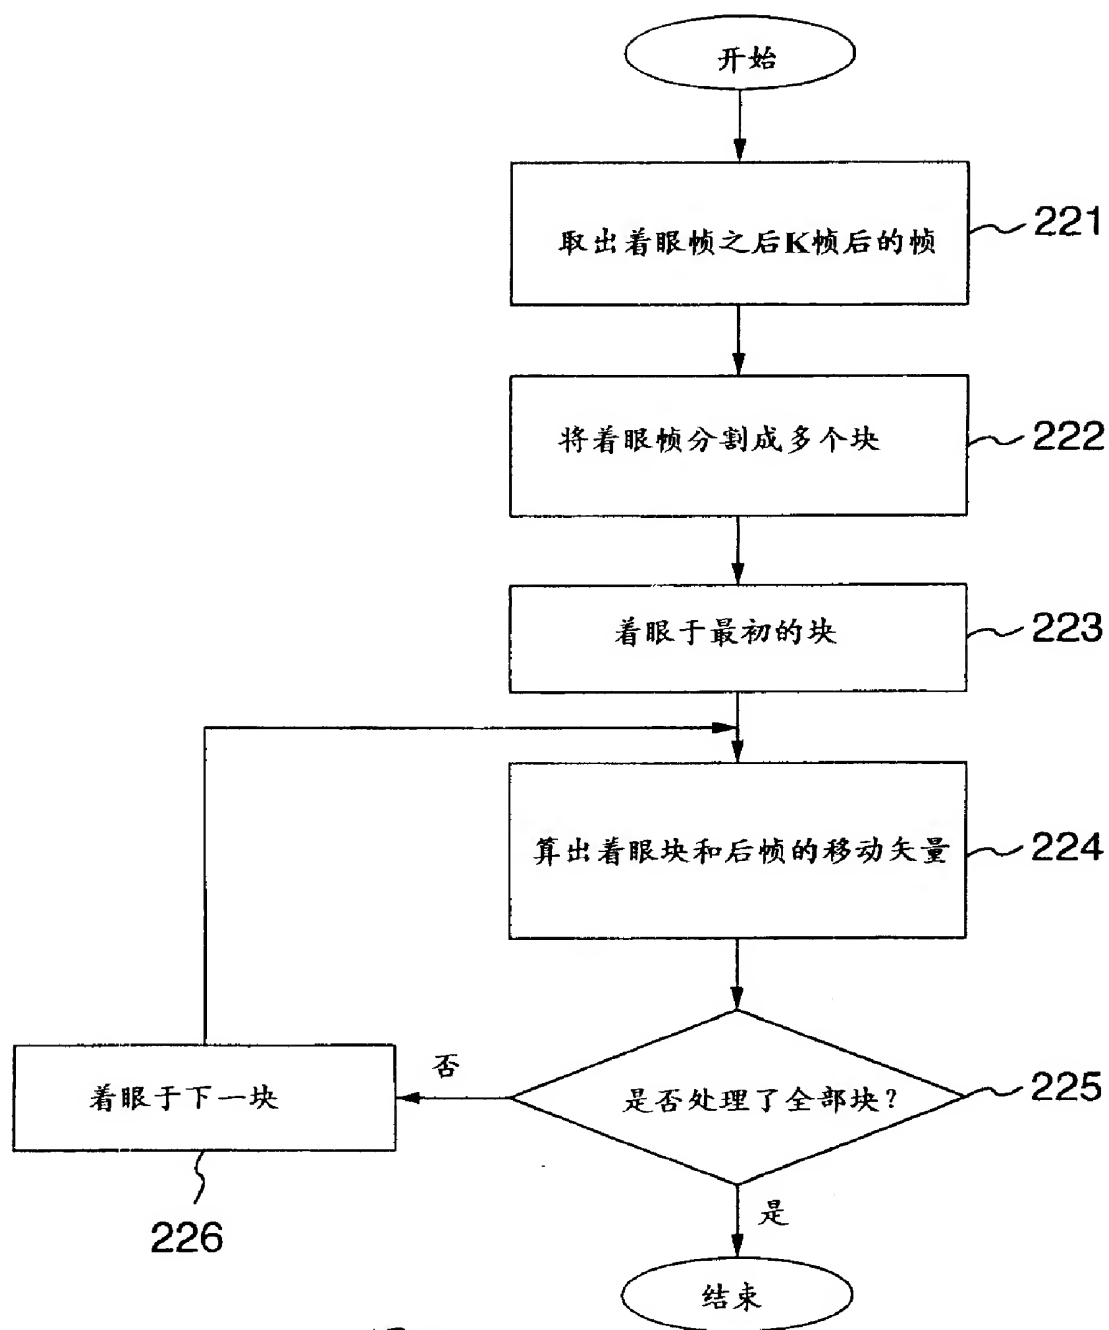 开始
取出着眼帧之后K帧后的帧
221
将着眼帧分割成多个块
222
着眼于最初的块
223
算出着眼块和后帧的移动矢量
224
是否处理了全部块?
225
否
着眼于下一块
226
是
结束